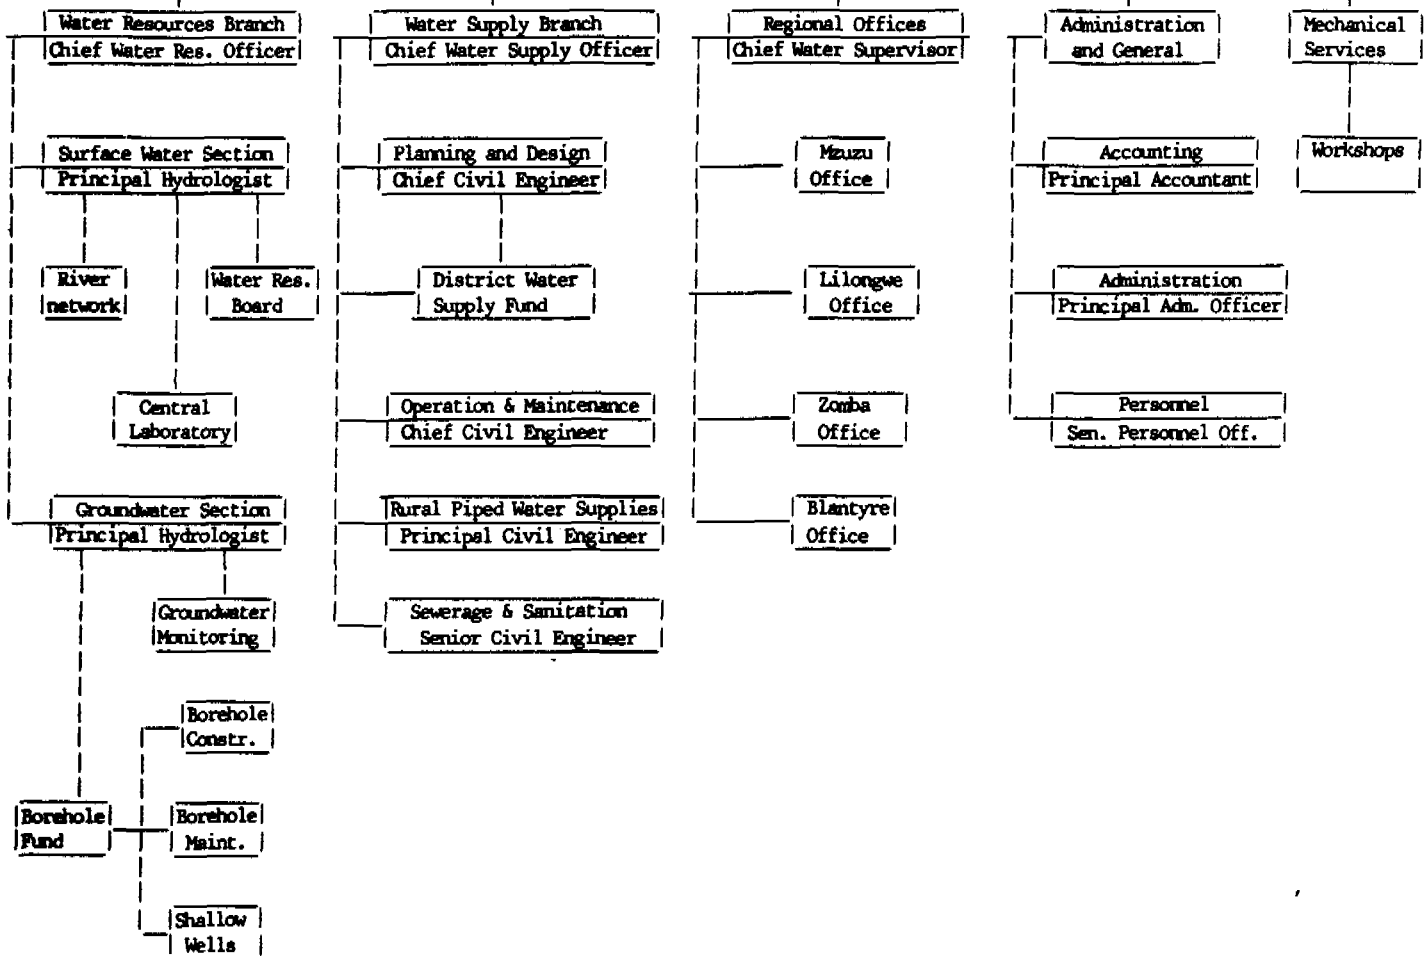 Water Resources Branch
Chief Water Res. Officer
Water Supply Branch
Chief Water Supply Officer
Regional Offices
Chief Water Supervisor
Administration
and General
Mechanical
Services
Surface Water Section
Principal Hydrologist
Planning and Design
Chief Civil Engineer
Mzuzu
Office
Accounting
Principal Accountant
Workshops
River
network
Water Res.
Board
District Water
Supply Fund
Lilongwe
Office
Administration
Principal Adm. Officer
Central
Laboratory
Operation & Maintenance
Chief Civil Engineer
Zomba
Office
Personnel
Sen. Personnel Off.
Groundwater Section
Principal Hydrologist
Rural Piped Water Supplies
Principal Civil Engineer
Blantyre
Office
Groundwater
Monitoring
Sewerage & Sanitation
Senior Civil Engineer
Borehole
Constr.
Borehole
Fund
Borehole
Maint.
Shallow
Wells